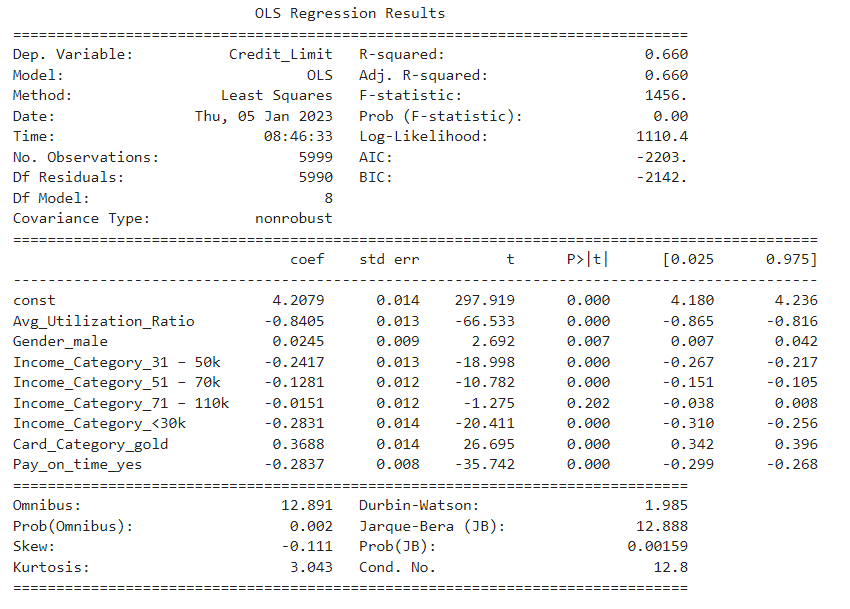 OLS Regression Results
==============================================================================
Dep. Variable:           Credit_Limit   R-squared:                       0.660
Model:                            OLS   Adj. R-squared:                  0.660
Method:                 Least Squares   F-statistic:                     1456.
Date:                Thu, 05 Jan 2023   Prob (F-statistic):               0.00
Time:                        08:46:33   Log-Likelihood:                 1110.4
No. Observations:                5999   AIC:                            -2203.
Df Residuals:                    5990   BIC:                            -2142.
Df Model:                           8
Covariance Type:            nonrobust
=============================================================================================
                                coef    std err          t      P>|t|      [0.025      0.975]
---------------------------------------------------------------------------------------------
const                         4.2079      0.014    297.919      0.000       4.180       4.236
Avg_Utilization_Ratio        -0.8405      0.013    -66.533      0.000      -0.865      -0.816
Gender_male                   0.0245      0.009      2.692      0.007       0.007       0.042
Income_Category_31 – 50k     -0.2417      0.013    -18.998      0.000      -0.267      -0.217
Income_Category_51 – 70k     -0.1281      0.012    -10.782      0.000      -0.151      -0.105
Income_Category_71 – 110k    -0.0151      0.012     -1.275      0.202      -0.038       0.008
Income_Category_<30k         -0.2831      0.014    -20.411      0.000      -0.310      -0.256
Card_Category_gold            0.3688      0.014     26.695      0.000       0.342       0.396
Pay_on_time_yes              -0.2837      0.008    -35.742      0.000      -0.299      -0.268
==============================================================================
Omnibus:                       12.891   Durbin-Watson:                   1.985
Prob(Omnibus):                  0.002   Jarque-Bera (JB):               12.888
Skew:                          -0.111   Prob(JB):                      0.00159
Kurtosis:                       3.043   Cond. No.                         12.8
==============================================================================